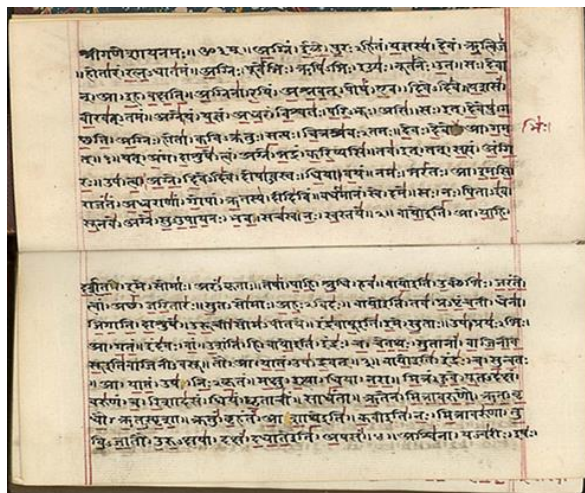 श्रीगणेशायनमः॥ॐ३म्॥ अग्निं। ईळे। पुरःऽहितं। यज्ञस्य। देवं। ऋत्विजं
॥होतारं। रत्नऽधातमं॥ अग्निः। पूर्वेभिः। ऋषिऽभिः। ईड्यः। नूतनैः। उत। सः। देवा
न्। आ। इह। वक्षति॥ अग्निना। रयिं। अश्नवत्। पोषं। एव। दिवेऽदिवे। यशसं
वीरवत्ऽतमं॥ अग्ने। यं। यज्ञं। अध्वरं। विश्वतः। परिऽभूः। असि। सः। इत्। देवेषु। ग
च्छति॥ अग्निः। होता। कविऽक्रतुः। सत्यः। चित्रश्रवःऽतमः। देवः। देवेभिः। आ। गम
त्॥१॥ यत्। अंग। दाशुषे। त्वं। अग्ने। भद्रं। करिष्यसि। तव। इत्। तत्। सत्यं। अंगि
रः॥ उप। त्वा। अग्ने। दिवेऽदिवे। दोषाऽवस्तः। धिया। वयं। नमः। भरंतः। आ। इमसि
राजंतं। अध्वराणां। गोपां। ऋतस्य। दीदिविं। वर्धमानं। स्वे। दमे॥ सः। नः। पिताऽइव
सूनवे। अग्ने। सुऽउपायनः। भव। सचस्व। नः। स्वस्तये॥२॥ वायो इति। आ। याहि।
दर्शत। इमे। सोमाः। अरंऽकृताः। तेषां। पाहि। श्रुधि। हवं॥ वायो इति। उक्थेभिः। जरंते
त्वां। अच्छ। जरितारः। सुतऽसोमाः। अहःऽविदः॥ वायो इति। तव। प्रऽपृंचती। धेना
जिगाति। दाशुषे। उरूची। सोमऽपीतये॥ इंद्रवायू इति। इमे। सुताः। उप। प्रयःऽभिः।
आ। गतं। इंदवः। वां। उशंति। हि॥ वायो इति। इंद्रः। च। चेतथः। सुतानां। वाजिनीव
सू इति वाजिनीऽवसू। तौ। आ। यातं। उप। द्रवत्॥३॥ वायो इति। इंद्रः। च। सुन्वतः
॥आ। यातं। उप। निःऽकृतं। मक्षु। इत्था। धिया। नरा॥ मित्रं। हुवे। पूतऽदक्षं
वरुणं। च। रिशादसं। धियं। घृताचीं। साधंता॥ ऋतेन। मित्रावरुणौ। ऋतऽवृ
धौ। ऋतऽस्पृशा। क्रतुं। बृहंतं। आ। आशाथे इति॥ कवी इति। नः। मित्रावरुणा। तु
विऽजातौ। उरुऽक्षया। दक्षं। दधाते इति। अपसं॥४॥ अश्विना। यज्वरीः। इषः।